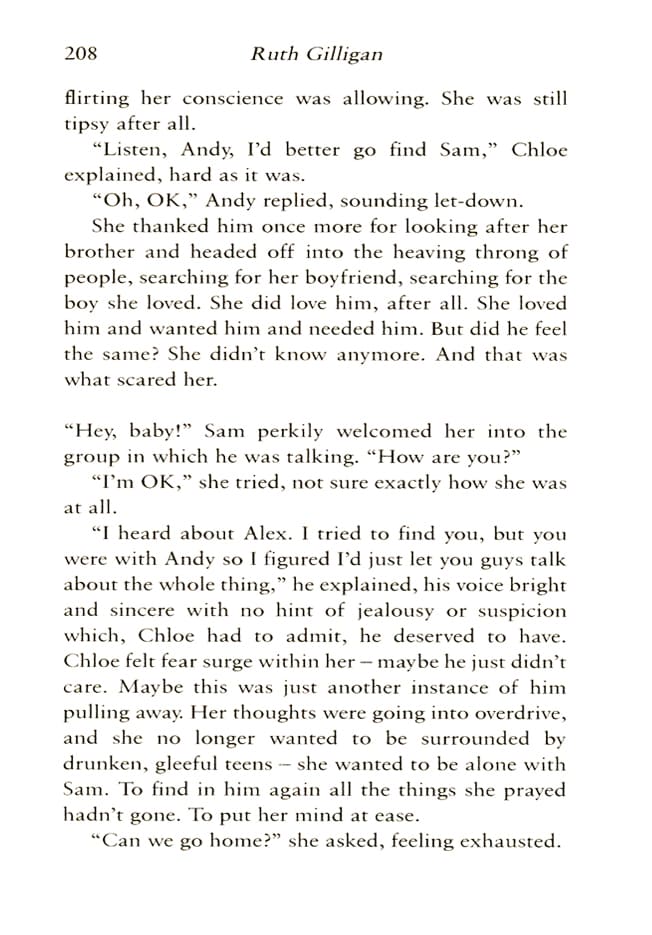 208 Ruth Gilligan
flirting her conscience was allowing. She was still
tipsy after all.
“Listen, Andy, I’d better go find Sam,” Chloe
explained, hard as it was.
“Oh, OK,” Andy replied, sounding let-down.
She thanked him once more for looking after her
brother and headed off into the heaving throng of
people, searching for her boyfriend, searching for the
boy she loved. She did love him, after all. She loved
him and wanted him and needed him. But did he feel
the same? She didn’t know anymore. And that was
what scared her.
“Hey, baby!” Sam perkily welcomed her into the
group in which he was talking. “How are you?”
“I’m OK,” she tried, not sure exactly how she was
at all.
“I heard about Alex. I tried to find you, but you
were with Andy so I figured I’d just let you guys talk
about the whole thing,” he explained, his voice bright
and sincere with no hint of jealousy or suspicion
which, Chloe had to admit, he deserved to have.
Chloe felt fear surge within her – maybe he just didn’t
care. Maybe this was just another instance of him
pulling away. Her thoughts were going into overdrive,
and she no longer wanted to be surrounded by
drunken, gleeful teens – she wanted to be alone with
Sam. To find in him again all the things she prayed
hadn’t gone. To put her mind at ease.
“Can we go home?” she asked, feeling exhausted.